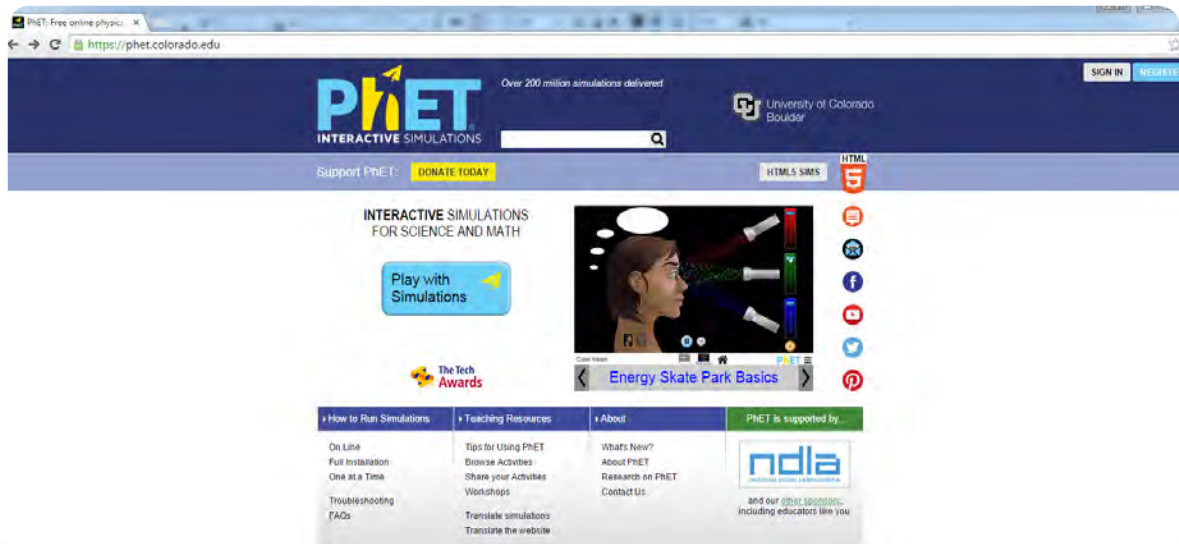 PhET: Free online physics
https://phet.colorado.edu
SIGN IN
REGISTER
PhET
INTERACTIVE SIMULATIONS
Over 200 million simulations delivered
University of Colorado
Boulder
Support PhET:
DONATE TODAY
HTML5 SIMS
HTML
5
INTERACTIVE SIMULATIONS
FOR SCIENCE AND MATH
Play with
Simulations
Color Vision
PhET
The Tech
Awards
Energy Skate Park Basics
How to Run Simulations
On Line
Full Installation
One at a Time
Troubleshooting
FAQs
Teaching Resources
Tips for Using PhET
Browse Activities
Share your Activities
Workshops
Translate simulations
Translate the website
About
What's New?
About PhET
Research on PhET
Contact Us
PhET is supported by...
ndla
and our other sponsors,
including educators like you